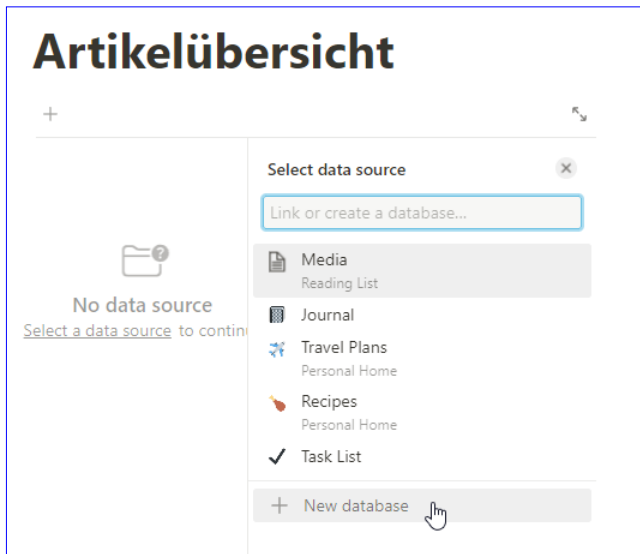 Artikelübersicht
Select data source
Link or create a database...
Media
Reading List
No data source
Select a data source to contin
Journal
Travel Plans
Personal Home
Recipes
Personal Home
Task List
New database